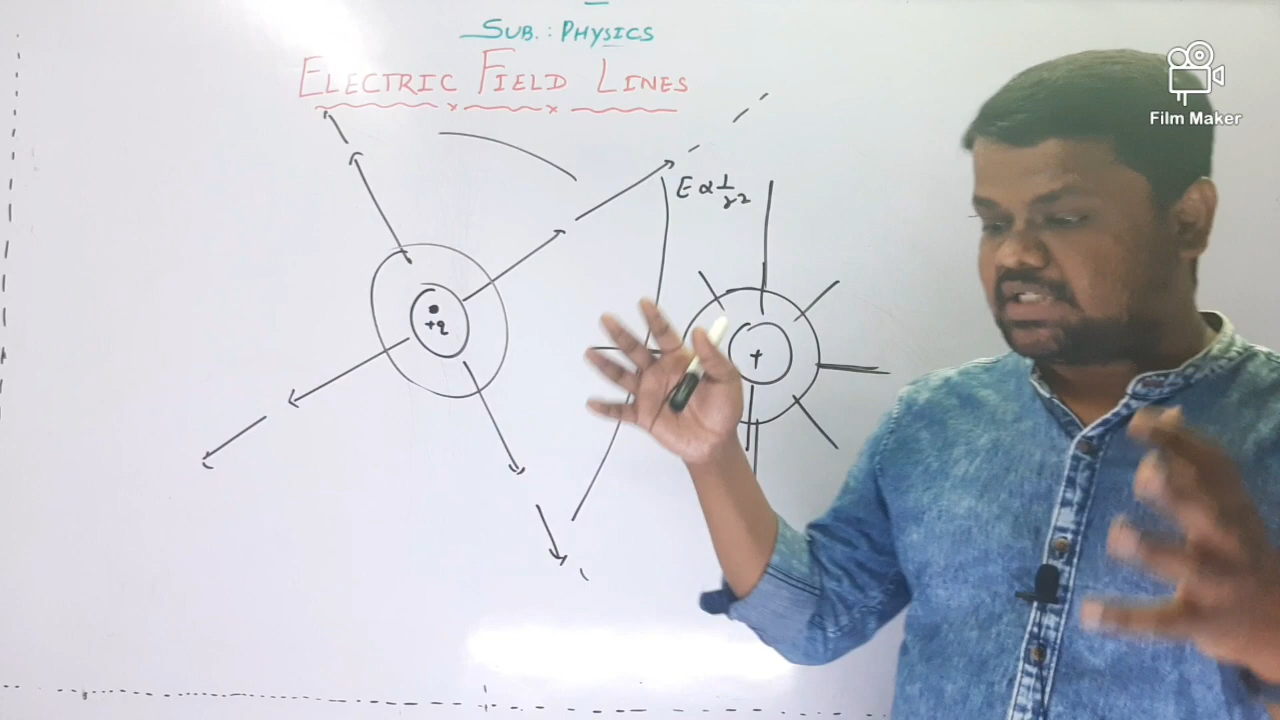 SUB. : PHYSICS
ELECTRIC FIELD LINES
E ∝ 1/r²
+q
+
Film Maker